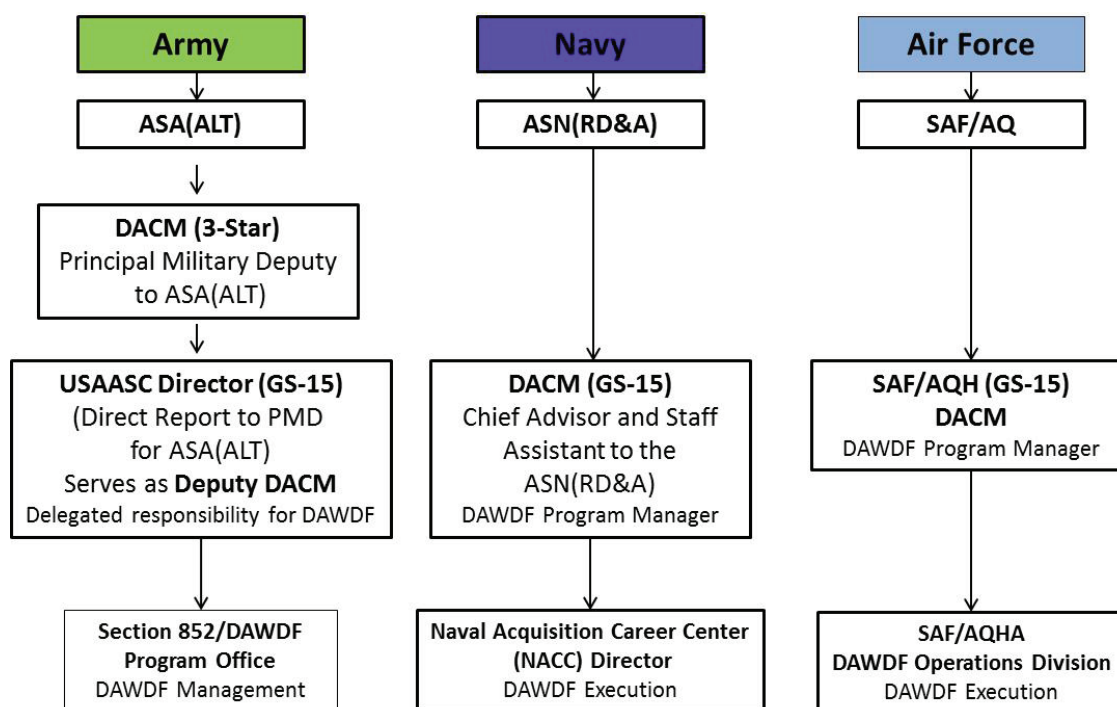 Army
ASA(ALT)
DACM (3-Star)
Principal Military Deputy
to ASA(ALT)
USAASC Director (GS-15)
(Direct Report to PMD
for ASA(ALT)
Serves as Deputy DACM
Delegated responsibility for DAWDF
Section 852/DAWDF
Program Office
DAWDF Management
Navy
ASN(RD&A)
DACM (GS-15)
Chief Advisor and Staff
Assistant to the
ASN(RD&A)
DAWDF Program Manager
Naval Acquisition Career Center
(NACC) Director
DAWDF Execution
Air Force
SAF/AQ
SAF/AQH (GS-15)
DACM
DAWDF Program Manager
SAF/AQHA
DAWDF Operations Division
DAWDF Execution